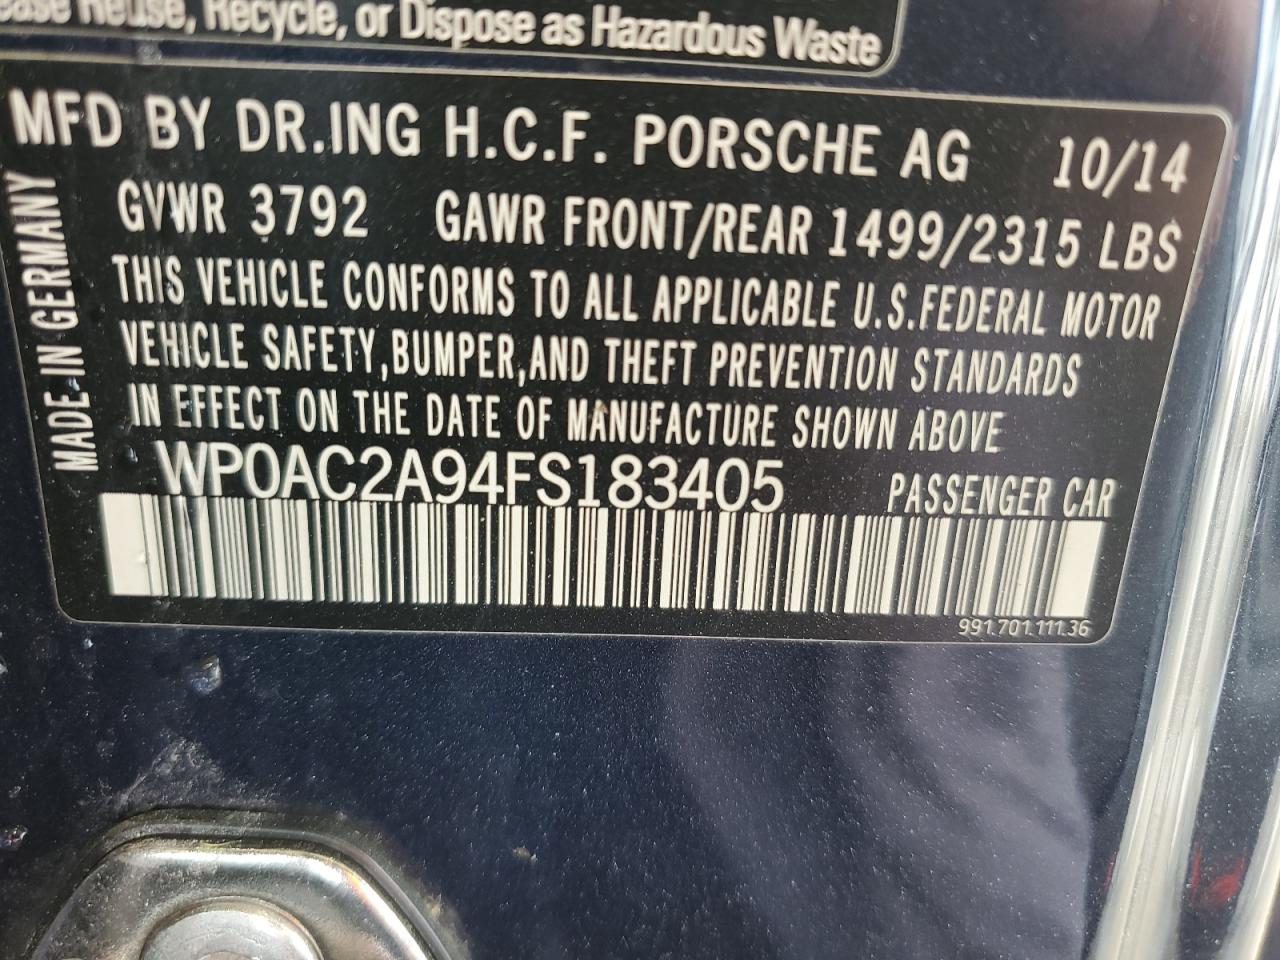 Reuse, Recycle, or Dispose as Hazardous Waste
MFD BY DR.ING H.C.F. PORSCHE AG 10/14
GVWR 3792 GAWR FRONT/REAR 1499/2315 LBS
THIS VEHICLE CONFORMS TO ALL APPLICABLE U.S.FEDERAL MOTOR
VEHICLE SAFETY,BUMPER,AND THEFT PREVENTION STANDARDS
IN EFFECT ON THE DATE OF MANUFACTURE SHOWN ABOVE
WP0AC2A94FS183405 PASSENGER CAR
991.701.111.36
MADE IN GERMANY